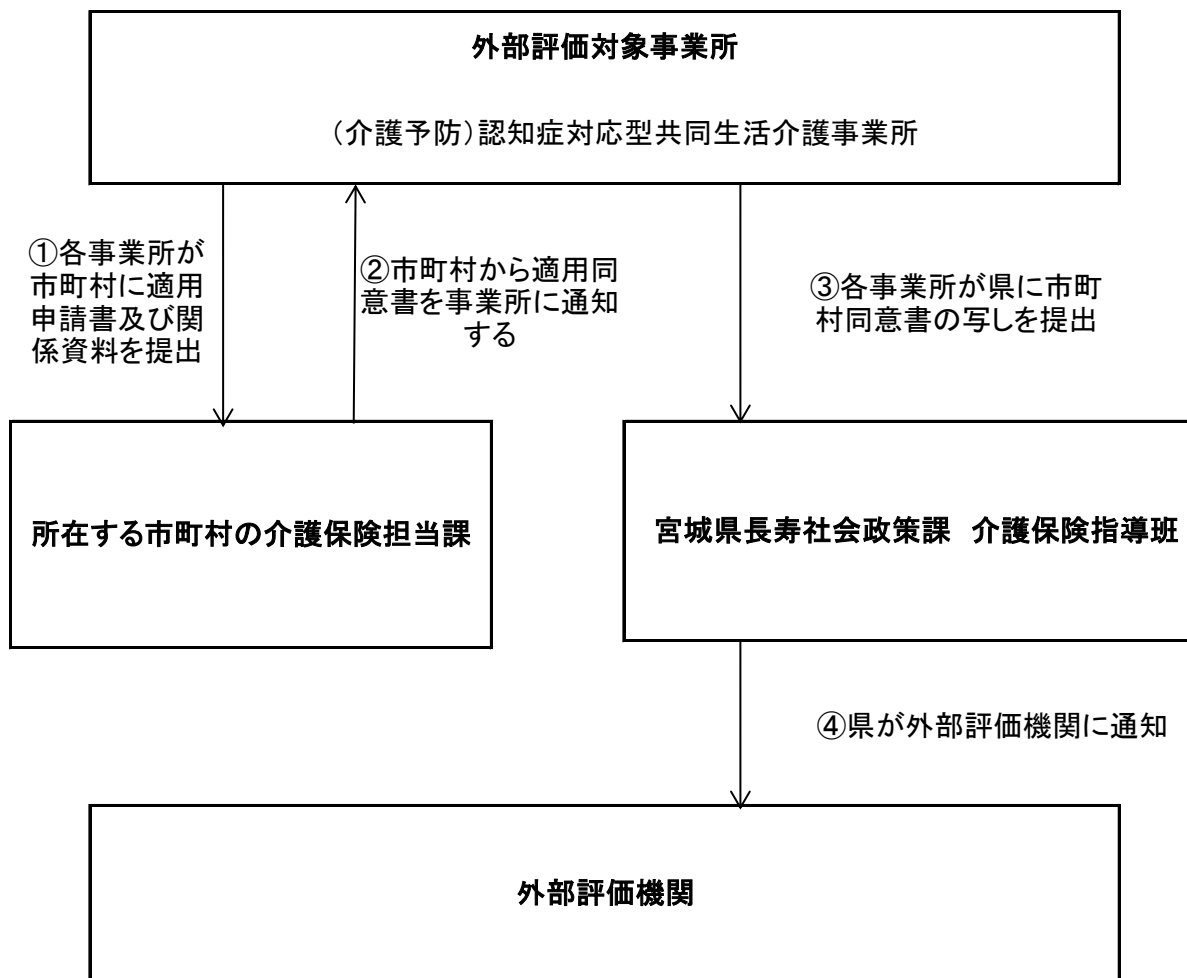 外部評価対象事業所
（介護予防）認知症対応型共同生活介護事業所
①各事業所が
市町村に適用
申請書及び関
係資料を提出
②市町村から適用同
意書を事業所に通知
する
③各事業所が県に市町
村同意書の写しを提出
所在する市町村の介護保険担当課
宮城県長寿社会政策課　介護保険指導班
④県が外部評価機関に通知
外部評価機関